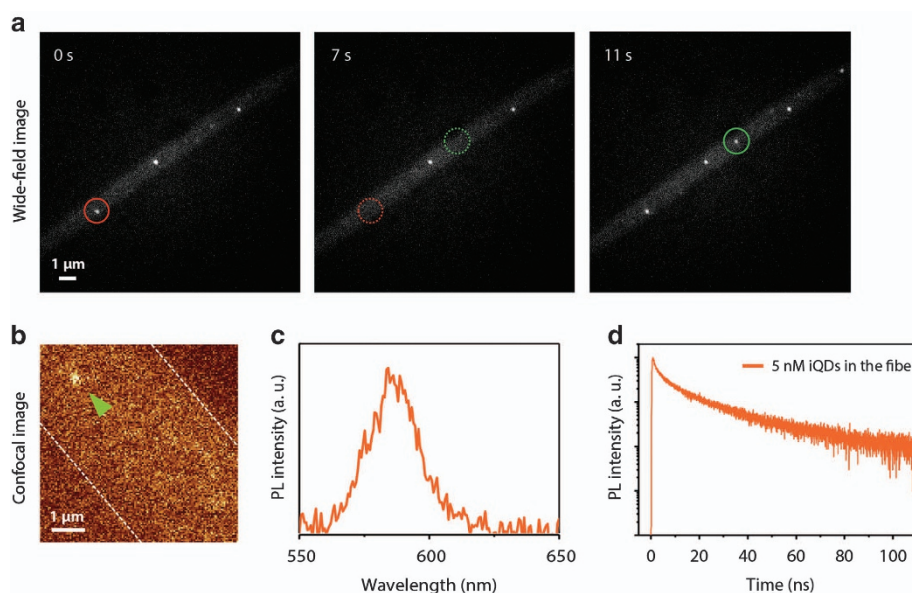 a
Wide-field image
0 s
7 s
11 s
1 μm
b
Confocal image
1 μm
c
PL intensity (a. u.)
550
600
650
Wavelength (nm)
d
PL intensity (a. u.)
5 nM iQDs in the fibe
0
20
40
60
80
100
Time (ns)